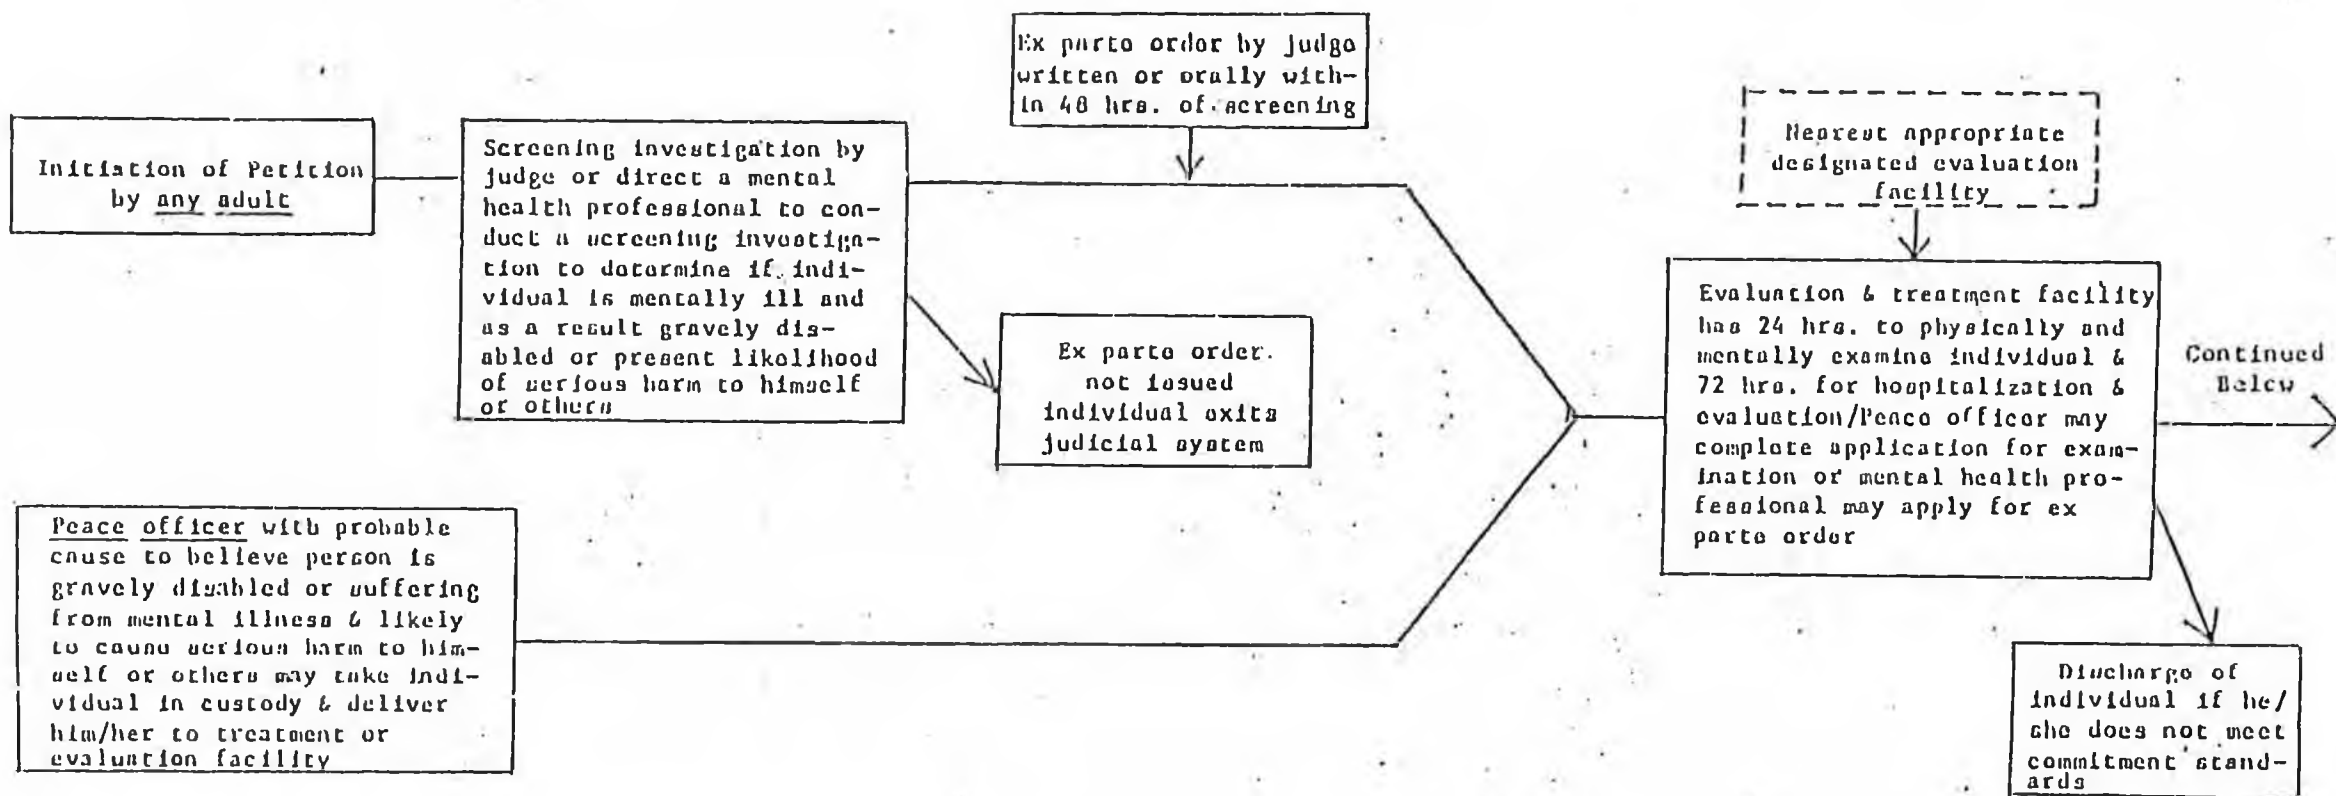 Initiation of Petition
by any adult
Screening investigation by
judge or direct a mental
health professional to con-
duct a screening investiga-
tion to determine if indi-
vidual is mentally ill and
as a result gravely dis-
abled or present likelihood
of serious harm to himself
or others
Ex parte order by judge
written or orally with-
in 48 hrs. of screening
Ex parte order.
not issued
individual exits
judicial system
Peace officer with probable
cause to believe person is
gravely disabled or suffering
from mental illness & likely
to cause serious harm to him-
self or others may take indi-
vidual in custody & deliver
him/her to treatment or
evaluation facility
Nearest appropriate
designated evaluation
facility
Evaluation & treatment facility
has 24 hrs. to physically and
mentally examine individual &
72 hrs. for hospitalization &
evaluation/Peace officer may
complete application for exam-
ination or mental health pro-
fessional may apply for ex
parte order
Continued
Below
Discharge of
individual if he/
she does not meet
commitment stand-
ards